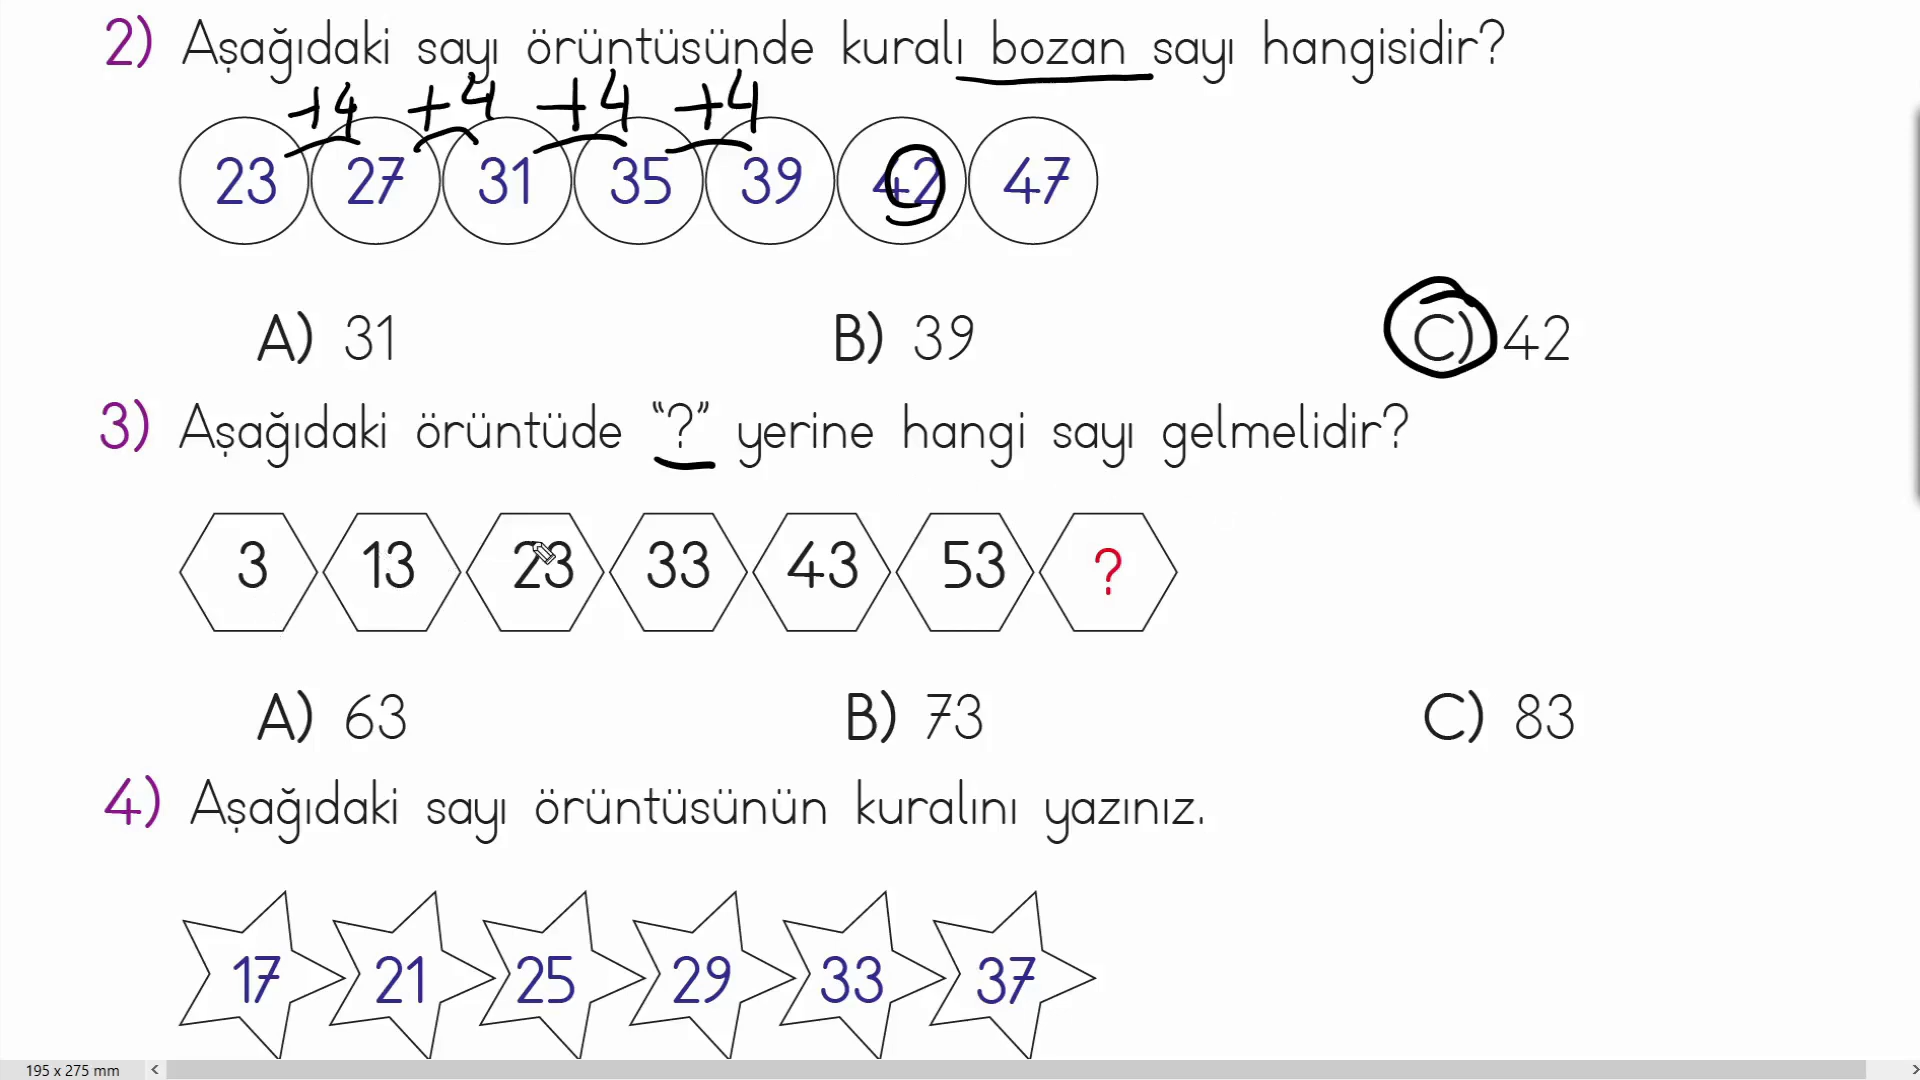 2) Aşağıdaki sayı örüntüsünde kuralı bozan sayı hangisidir?
+4 +4 +4 +4
23 27 31 35 39 42 47
A) 31 B) 39 C) 42
3) Aşağıdaki örüntüde "?" yerine hangi sayı gelmelidir?
3 13 23 33 43 53 ?
A) 63 B) 73 C) 83
4) Aşağıdaki sayı örüntüsünün kuralını yazınız.
17 21 25 29 33 37
195 x 275 mm